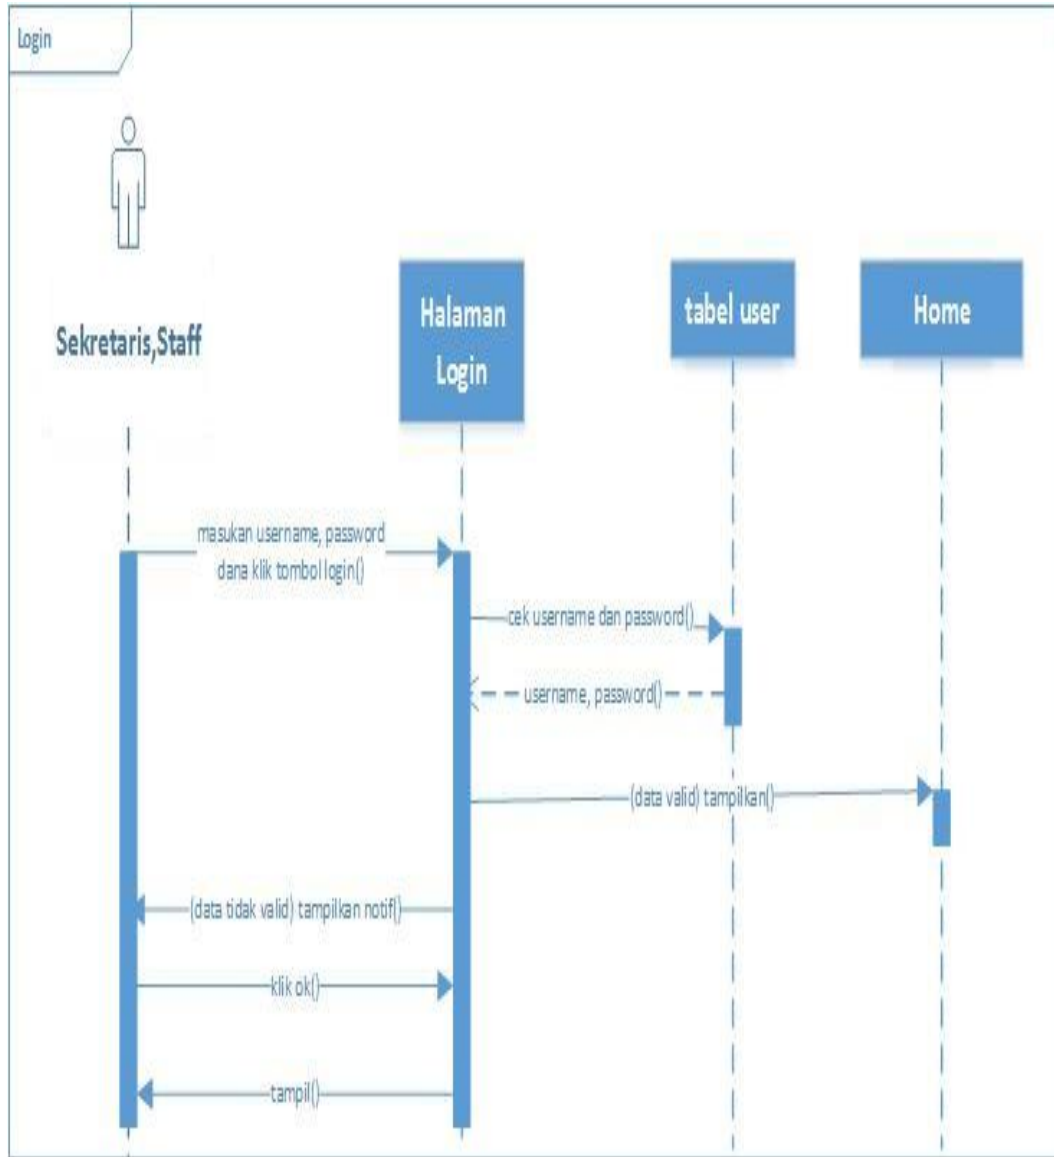 Login
Sekretaris,Staff
Halaman
Login
tabel user
Home
masukan username, password
dana klik tombol login()
cek username dan password()
username, password()
(data valid) tampilkan()
(data tidak valid) tampilkan notif()
klik ok()
tampil()